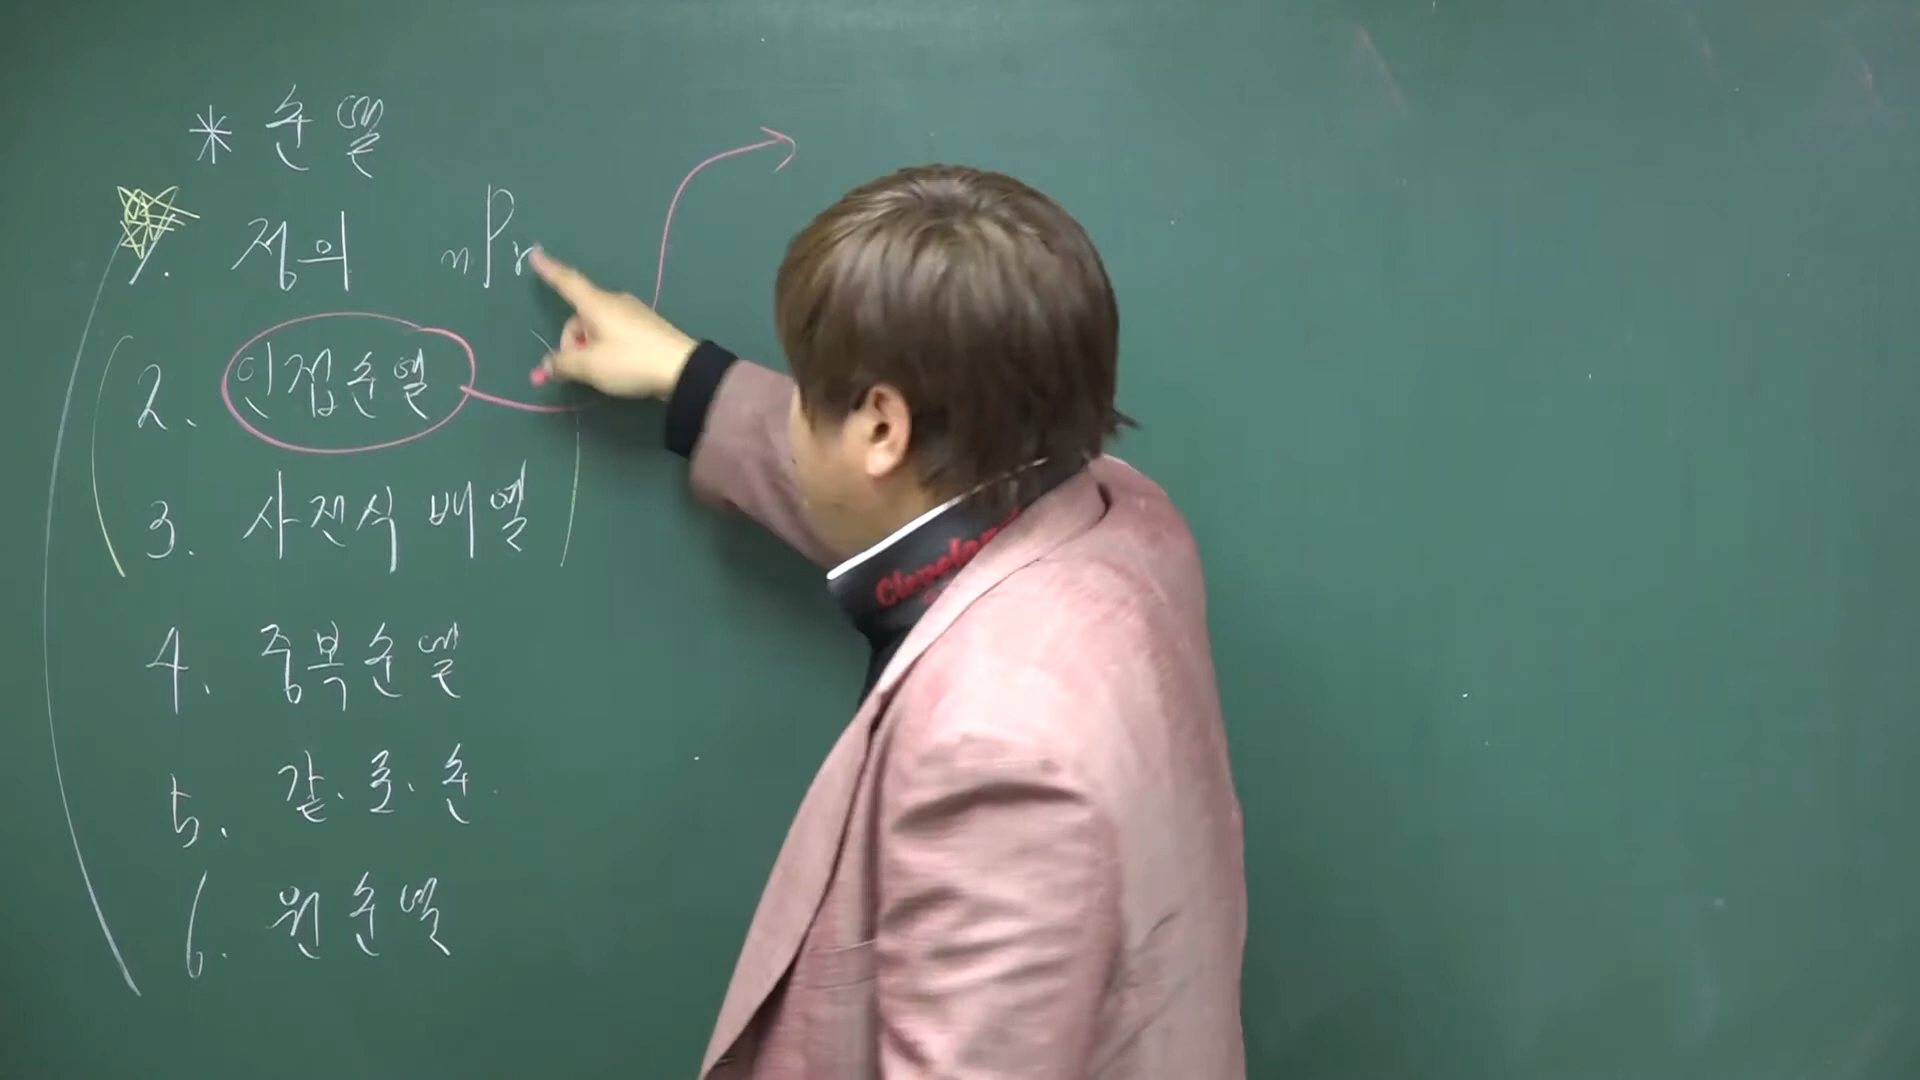 * 순열
1. 정의 nPr
2. 인접순열
3. 사전식 배열
4. 중복순열
5. 같.로.순.
6. 원순열